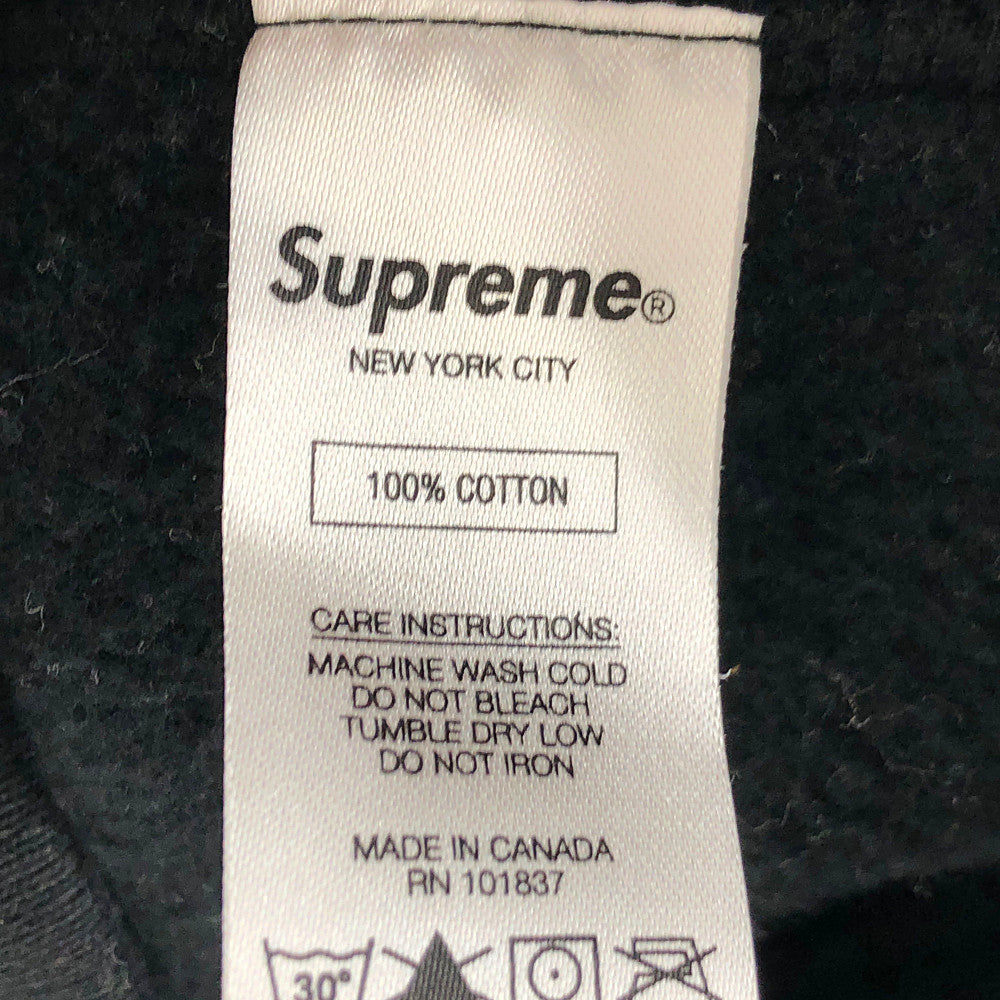 Supreme®
NEW YORK CITY
100% COTTON
CARE INSTRUCTIONS:
MACHINE WASH COLD
DO NOT BLEACH
TUMBLE DRY LOW
DO NOT IRON
MADE IN CANADA
RN 101837
30°